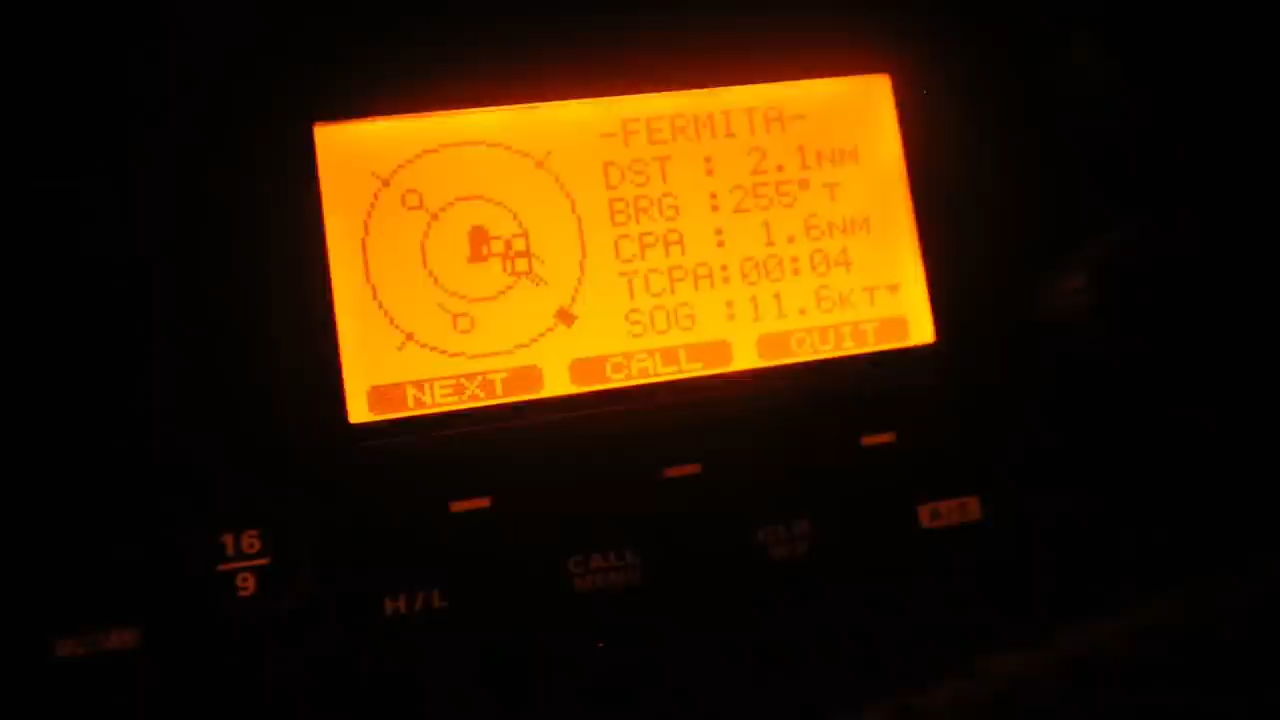 -FERMITA-
DST : 2.1NM
BRG :255°T
CPA : 1.6NM
TCPA:00:04
SOG :11.6KT▼
NEXT CALL QUIT
16
9
H/L
CALL
MENU